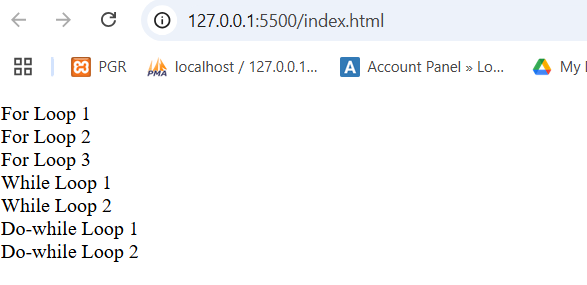 127.0.0.1:5500/index.html
PGR
PMA
localhost / 127.0.0.1...
A
Account Panel » Lo...
My
For Loop 1
For Loop 2
For Loop 3
While Loop 1
While Loop 2
Do-while Loop 1
Do-while Loop 2